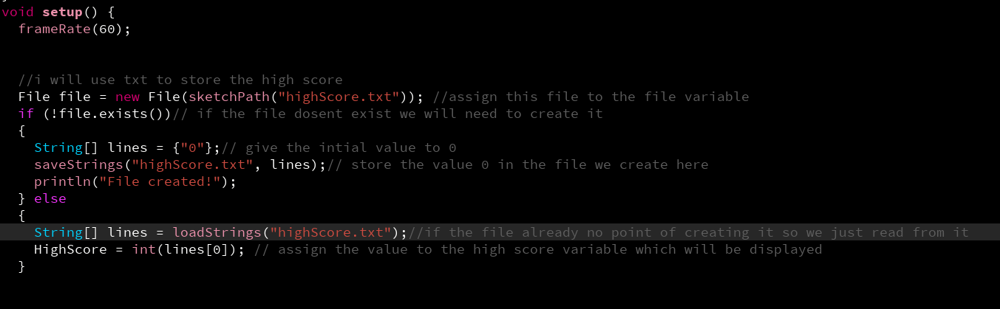 void setup() {
  frameRate(60);
  //i will use txt to store the high score
  File file = new File(sketchPath("highScore.txt")); //assign this file to the file variable
  if (!file.exists())// if the file dosent exist we will need to create it
  {
    String[] lines = {"0"};// give the intial value to 0
    saveStrings("highScore.txt", lines);// store the value 0 in the file we create here
    println("File created!");
  } else
  {
    String[] lines = loadStrings("highScore.txt");//if the file already no point of creating it so we just read from it
    HighScore = int(lines[0]); // assign the value to the high score variable which will be displayed
  }